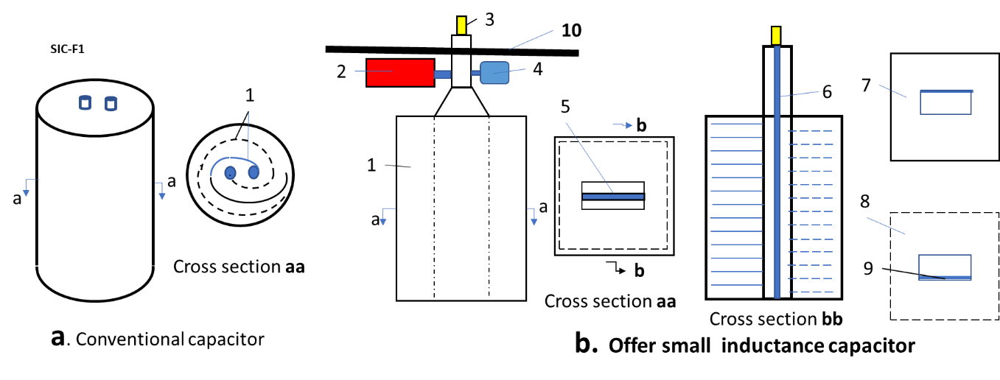 SIC-F1
1
a
a
Cross section aa
a. Conventional capacitor
3
10
2
4
1
a
a
5
b
b
Cross section aa
6
Cross section bb
7
8
9
b. Offer small inductance capacitor